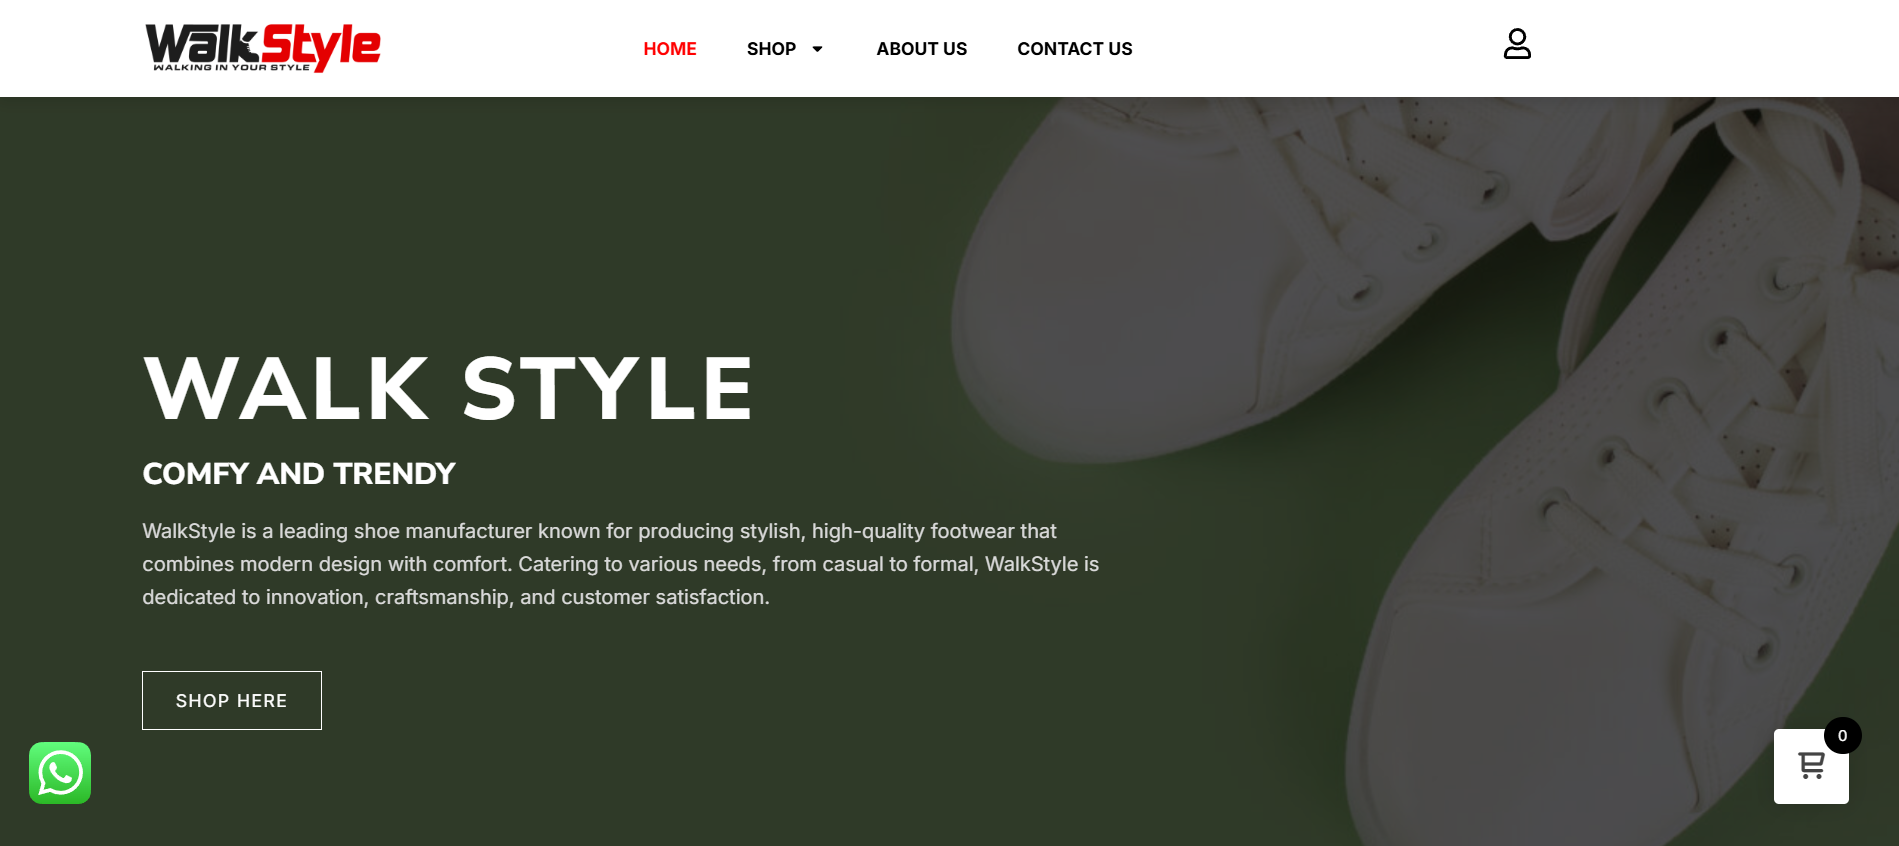 WalkStyle
WALKING IN YOUR STYLE
HOME
SHOP
ABOUT US
CONTACT US
WALK STYLE
COMFY AND TRENDY
WalkStyle is a leading shoe manufacturer known for producing stylish, high-quality footwear that
combines modern design with comfort. Catering to various needs, from casual to formal, WalkStyle is
dedicated to innovation, craftsmanship, and customer satisfaction.
SHOP HERE
0